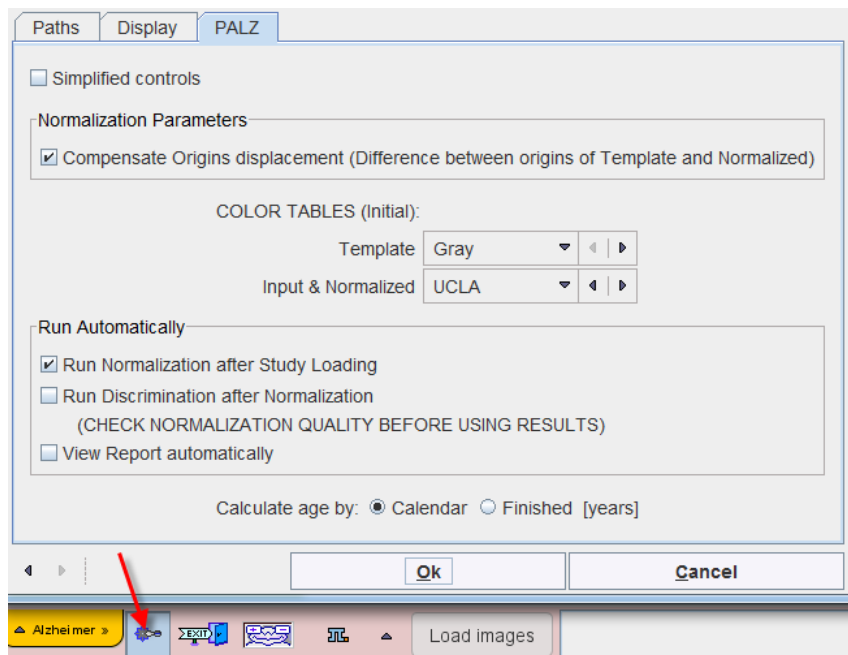 Paths Display PALZ
Simplified controls
Normalization Parameters
Compensate Origins displacement (Difference between origins of Template and Normalized)
COLOR TABLES (Initial):
Template Gray
Input & Normalized UCLA
Run Automatically
Run Normalization after Study Loading
Run Discrimination after Normalization
(CHECK NORMALIZATION QUALITY BEFORE USING RESULTS)
View Report automatically
Calculate age by: Calendar Finished [years]
Ok Cancel
Alzheimer » EXIT Load images